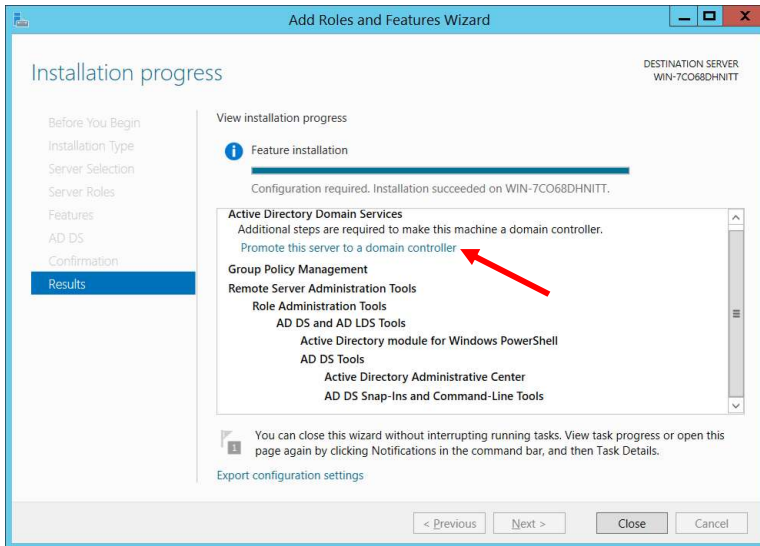 Add Roles and Features Wizard
Installation progress
DESTINATION SERVER
WIN-7CO68DHNITT
Before You Begin
Installation Type
Server Selection
Server Roles
Features
AD DS
Confirmation
Results
View installation progress
Feature installation
Configuration required. Installation succeeded on WIN-7CO68DHNITT.
Active Directory Domain Services
Additional steps are required to make this machine a domain controller.
Promote this server to a domain controller
Group Policy Management
Remote Server Administration Tools
Role Administration Tools
AD DS and AD LDS Tools
Active Directory module for Windows PowerShell
AD DS Tools
Active Directory Administrative Center
AD DS Snap-Ins and Command-Line Tools
1
You can close this wizard without interrupting running tasks. View task progress or open this
page again by clicking Notifications in the command bar, and then Task Details.
Export configuration settings
< Previous
Next >
Close
Cancel